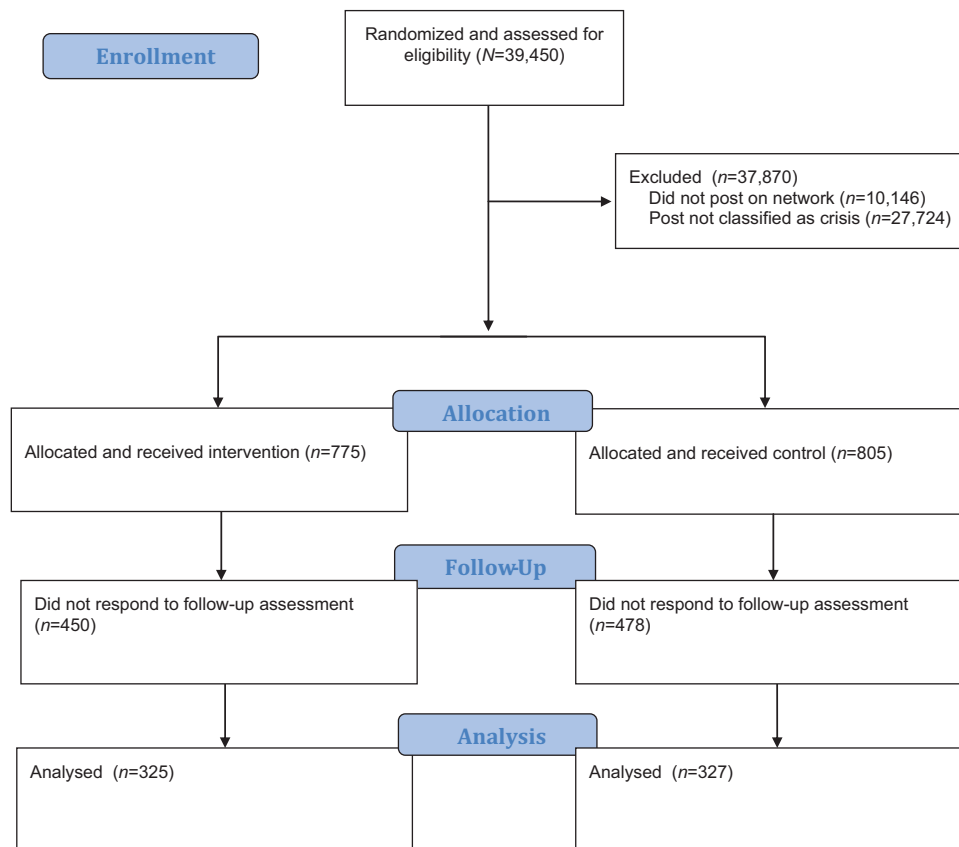 Enrollment
Randomized and assessed for
eligibility (N=39,450)
Excluded (n=37,870)
Did not post on network (n=10,146)
Post not classified as crisis (n=27,724)
Allocation
Allocated and received intervention (n=775)
Allocated and received control (n=805)
Follow-Up
Did not respond to follow-up assessment
(n=450)
Did not respond to follow-up assessment
(n=478)
Analysis
Analysed (n=325)
Analysed (n=327)